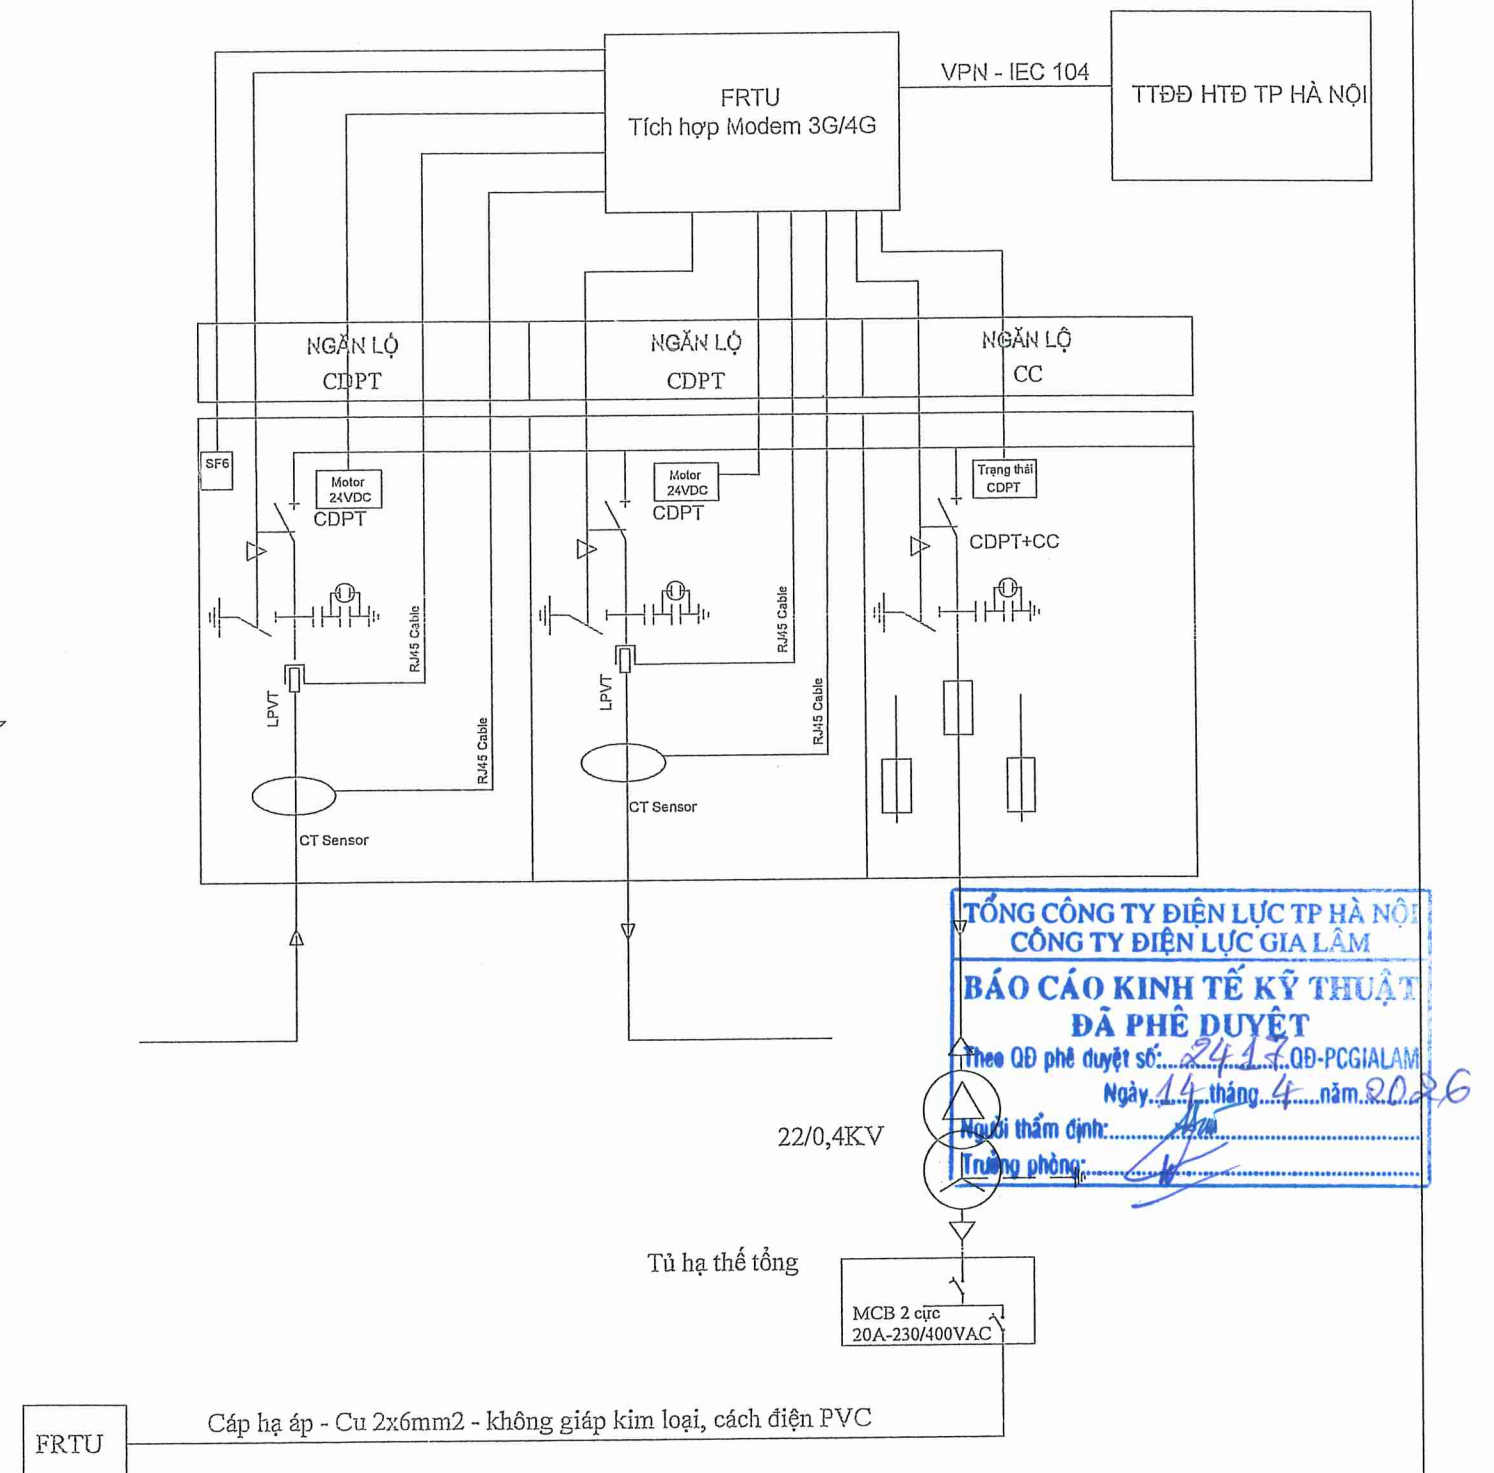 FRTU
Tích hợp Modem 3G/4G
VPN - IEC 104
TTĐĐ HTĐ TP HÀ NỘI
NGĂN LỘ
CDPT
NGĂN LỘ
CDPT
NGĂN LỘ
CC
SF6
Motor
24VDC
CDPT
Motor
24VDC
CDPT
Trạng thái
CDPT
CDPT+CC
RJ45 Cable
RJ45 Cable
LPVT
LPVT
RJ45 Cable
RJ45 Cable
CT Sensor
CT Sensor
TỔNG CÔNG TY ĐIỆN LỰC TP HÀ NỘI
CÔNG TY ĐIỆN LỰC GIA LÂM
BÁO CÁO KINH TẾ KỸ THUẬT
ĐÃ PHÊ DUYỆT
Theo QĐ phê duyệt số: 2417 QĐ-PCGIALAM
Ngày 14 tháng 4 năm 2026
Người thẩm định:
Trưởng phòng:
22/0,4KV
Tủ hạ thế tổng
MCB 2 cực
20A-230/400VAC
Cáp hạ áp - Cu 2x6mm2 - không giáp kim loại, cách điện PVC
FRTU